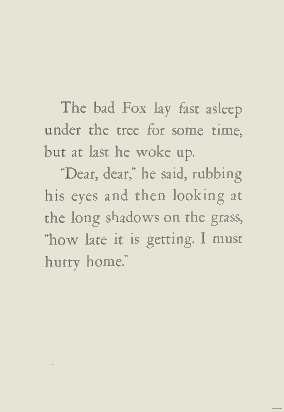 The bad Fox lay fast asleep
under the tree for some time,
but at last he woke up.
"Dear, dear," he said, rubbing
his eyes and then looking at
the long shadows on the grass,
"how late it is getting. I must
hurry home."